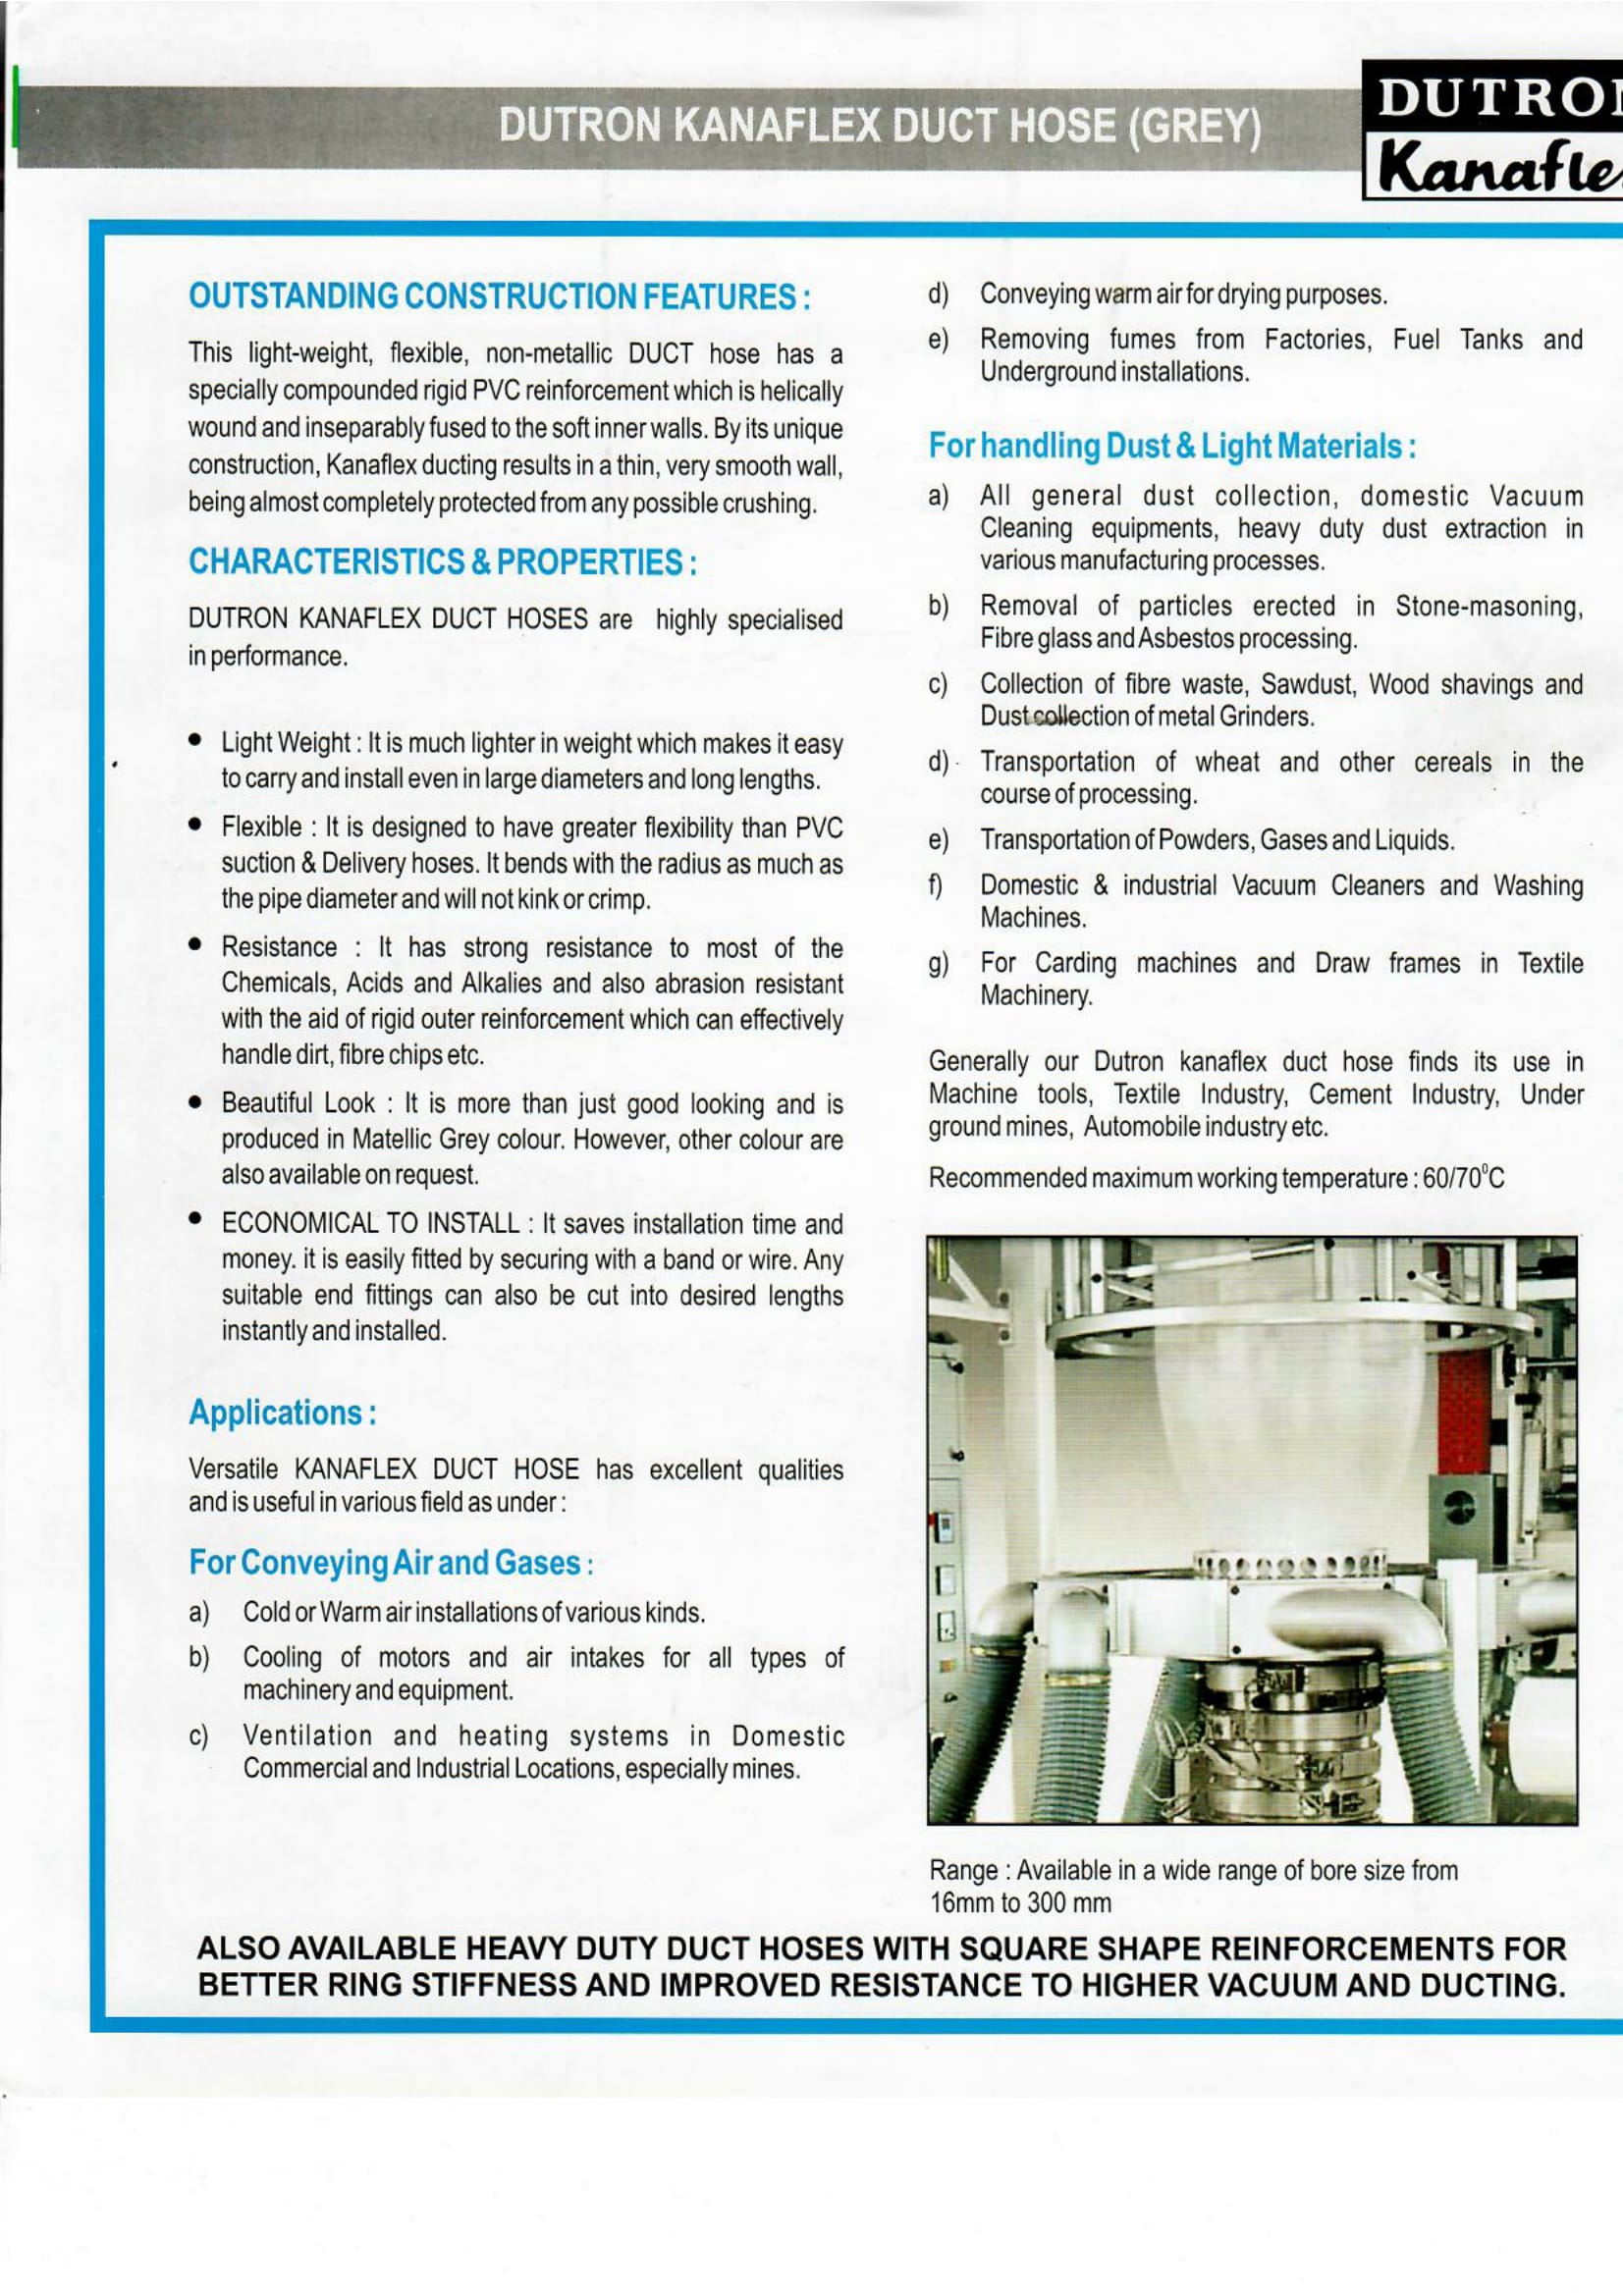 DUTRON KANAFLEX DUCT HOSE (GREY)
DUTRON
Kanafle
OUTSTANDING CONSTRUCTION FEATURES :
This light-weight, flexible, non-metallic DUCT hose has a
specially compounded rigid PVC reinforcement which is helically
wound and inseparably fused to the soft inner walls. By its unique
construction, Kanaflex ducting results in a thin, very smooth wall,
being almost completely protected from any possible crushing.
CHARACTERISTICS & PROPERTIES :
DUTRON KANAFLEX DUCT HOSES are highly specialised
in performance.
• Light Weight : It is much lighter in weight which makes it easy
to carry and install even in large diameters and long lengths.
• Flexible : It is designed to have greater flexibility than PVC
suction & Delivery hoses. It bends with the radius as much as
the pipe diameter and will not kink or crimp.
• Resistance : It has strong resistance to most of the
Chemicals, Acids and Alkalies and also abrasion resistant
with the aid of rigid outer reinforcement which can effectively
handle dirt, fibre chips etc.
• Beautiful Look : It is more than just good looking and is
produced in Matellic Grey colour. However, other colour are
also available on request.
• ECONOMICAL TO INSTALL : It saves installation time and
money. it is easily fitted by securing with a band or wire. Any
suitable end fittings can also be cut into desired lengths
instantly and installed.
Applications :
Versatile KANAFLEX DUCT HOSE has excellent qualities
and is useful in various field as under :
For Conveying Air and Gases :
a) Cold or Warm air installations of various kinds.
b) Cooling of motors and air intakes for all types of
machinery and equipment.
c) Ventilation and heating systems in Domestic
Commercial and Industrial Locations, especially mines.
d) Conveying warm air for drying purposes.
e) Removing fumes from Factories, Fuel Tanks and
Underground installations.
For handling Dust & Light Materials :
a) All general dust collection, domestic Vacuum
Cleaning equipments, heavy duty dust extraction in
various manufacturing processes.
b) Removal of particles erected in Stone-masoning,
Fibre glass and Asbestos processing.
c) Collection of fibre waste, Sawdust, Wood shavings and
Dust collection of metal Grinders.
d) Transportation of wheat and other cereals in the
course of processing.
e) Transportation of Powders, Gases and Liquids.
f) Domestic & industrial Vacuum Cleaners and Washing
Machines.
g) For Carding machines and Draw frames in Textile
Machinery.
Generally our Dutron kanaflex duct hose finds its use in
Machine tools, Textile Industry, Cement Industry, Under
ground mines, Automobile industry etc.
Recommended maximum working temperature : 60/70°C
Range : Available in a wide range of bore size from
16mm to 300 mm
ALSO AVAILABLE HEAVY DUTY DUCT HOSES WITH SQUARE SHAPE REINFORCEMENTS FOR
BETTER RING STIFFNESS AND IMPROVED RESISTANCE TO HIGHER VACUUM AND DUCTING.